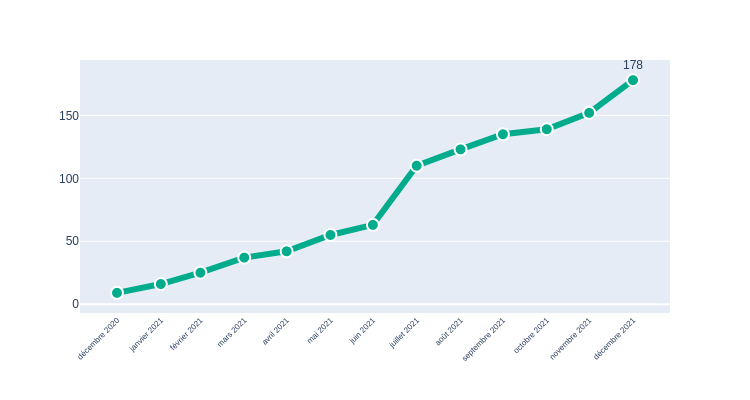 178
150
100
50
0
décembre 2020
janvier 2021
février 2021
mars 2021
avril 2021
mai 2021
juin 2021
juillet 2021
août 2021
septembre 2021
octobre 2021
novembre 2021
décembre 2021